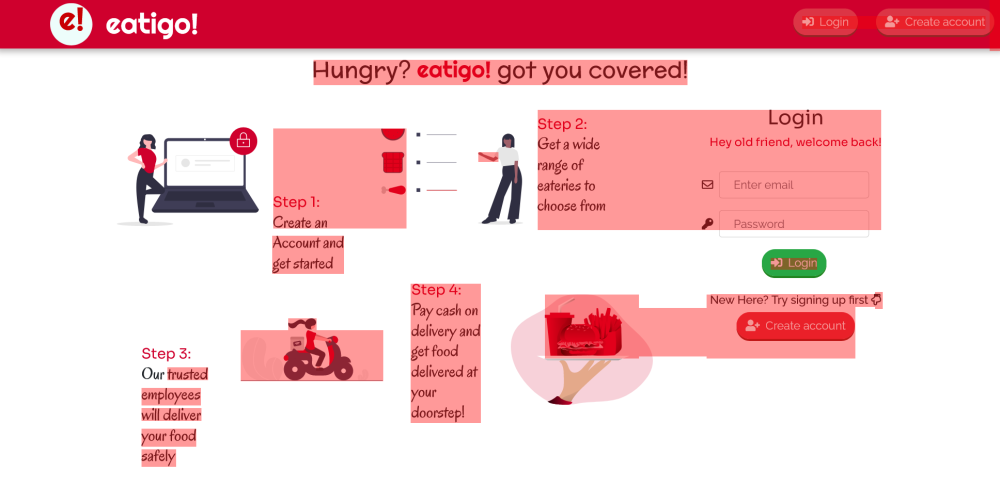 e! eatigo!
Login
Create account
Hungry? eatigo! got you covered!
Step 1:
Create an
Account and
get started
Step 2:
Get a wide
range of
eateries to
choose from
Login
Hey old friend, welcome back!
Enter email
Password
Login
New Here? Try signing up first
Create account
Step 3:
Our trusted
employees
will deliver
your food
safely
Step 4:
Pay cash on
delivery and
get food
delivered at
your
doorstep!